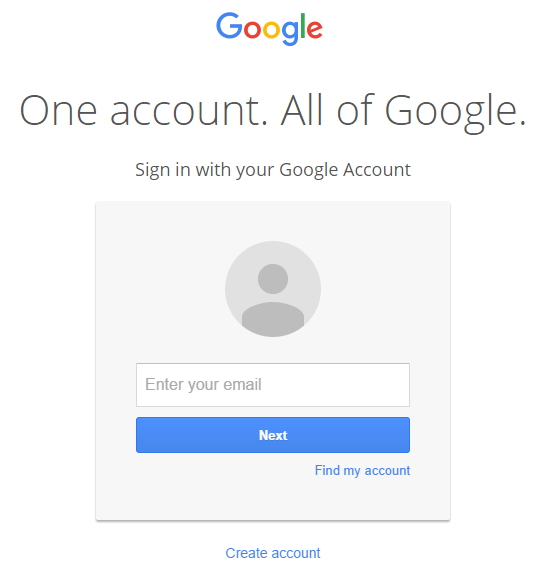 Google
One account. All of Google.
Sign in with your Google Account
Enter your email
Next
Find my account
Create account